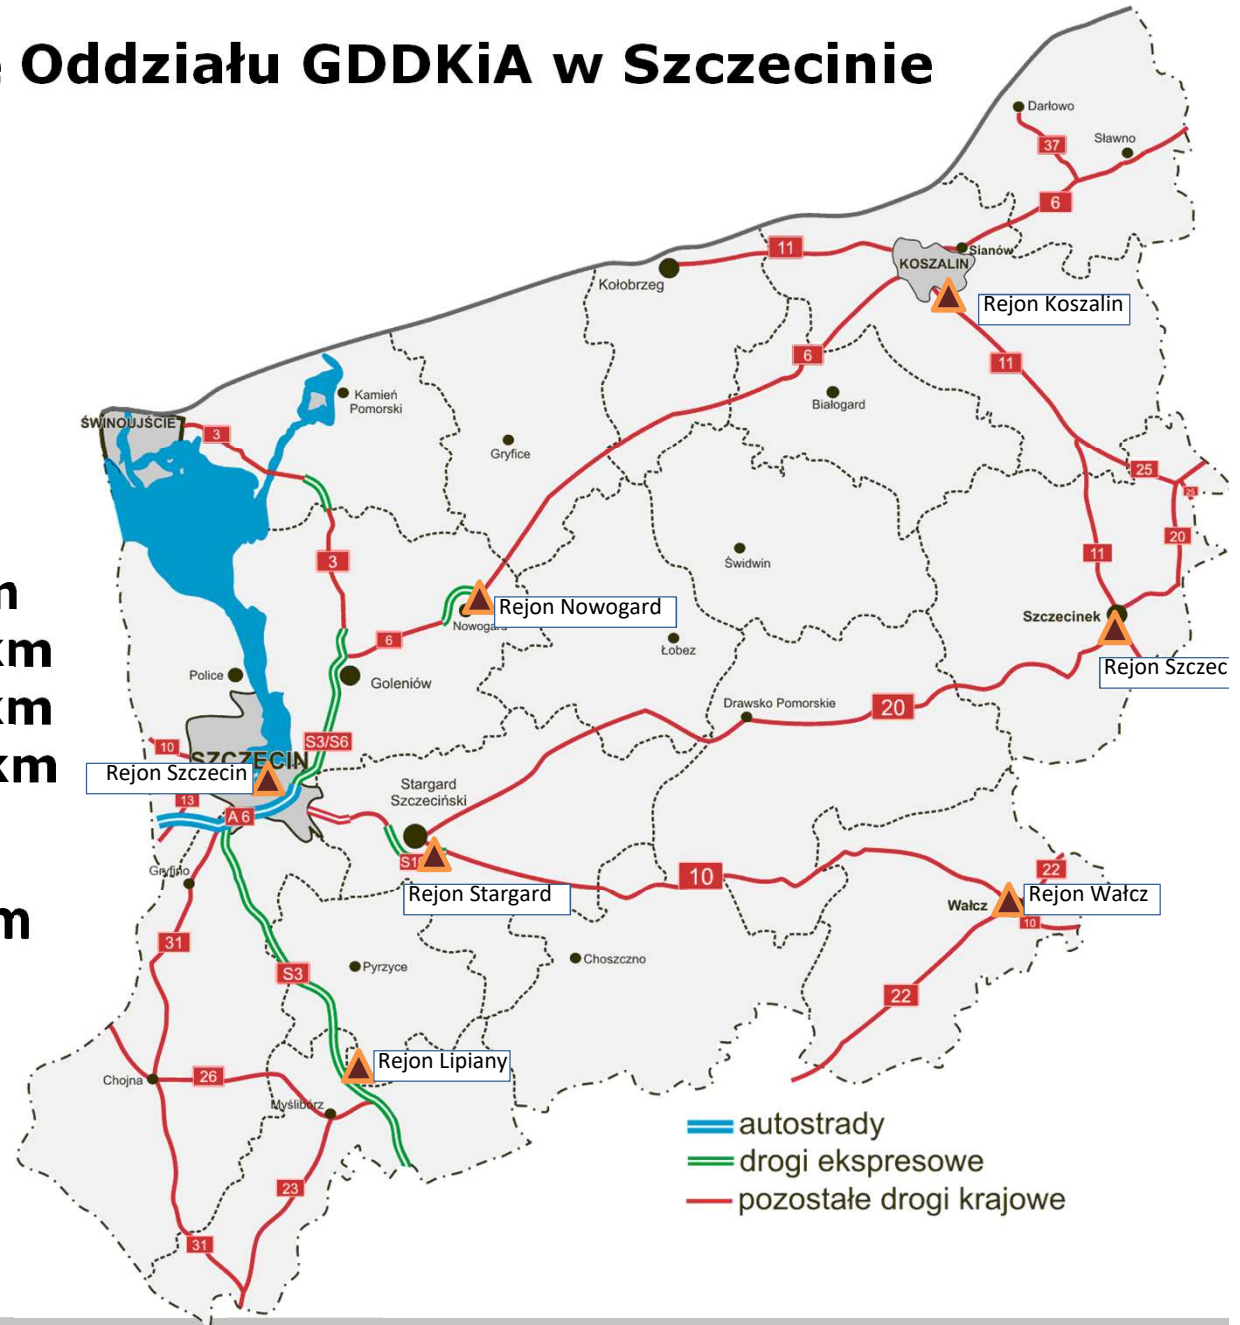 Oddziału GDDKiA w Szczecinie
Darłowo
37
Sławno
6
11
Sianów
KOSZALIN
Kołobrzeg
Rejon Koszalin
6
11
Kamień
Pomorski
Białogard
ŚWINOUJŚCIE
3
Gryfice
25
25
20
3
11
Świdwin
m
Rejon Nowogard
Nowogard
Szczecinek
6
Łobez
km
Police
Goleniów
Rejon Szczec
Drawsko Pomorskie
20
km
10
S3/S6
SZCZECIN
km
Rejon Szczecin
Stargard
Szczeciński
13
A 6
S10
Gryfino
10
22
Rejon Stargard
Rejon Wałcz
Wałcz
10
m
31
Choszczno
Pyrzyce
S3
22
Rejon Lipiany
Chojna
26
Myślibórz
autostrady
drogi ekspresowe
23
pozostałe drogi krajowe
31